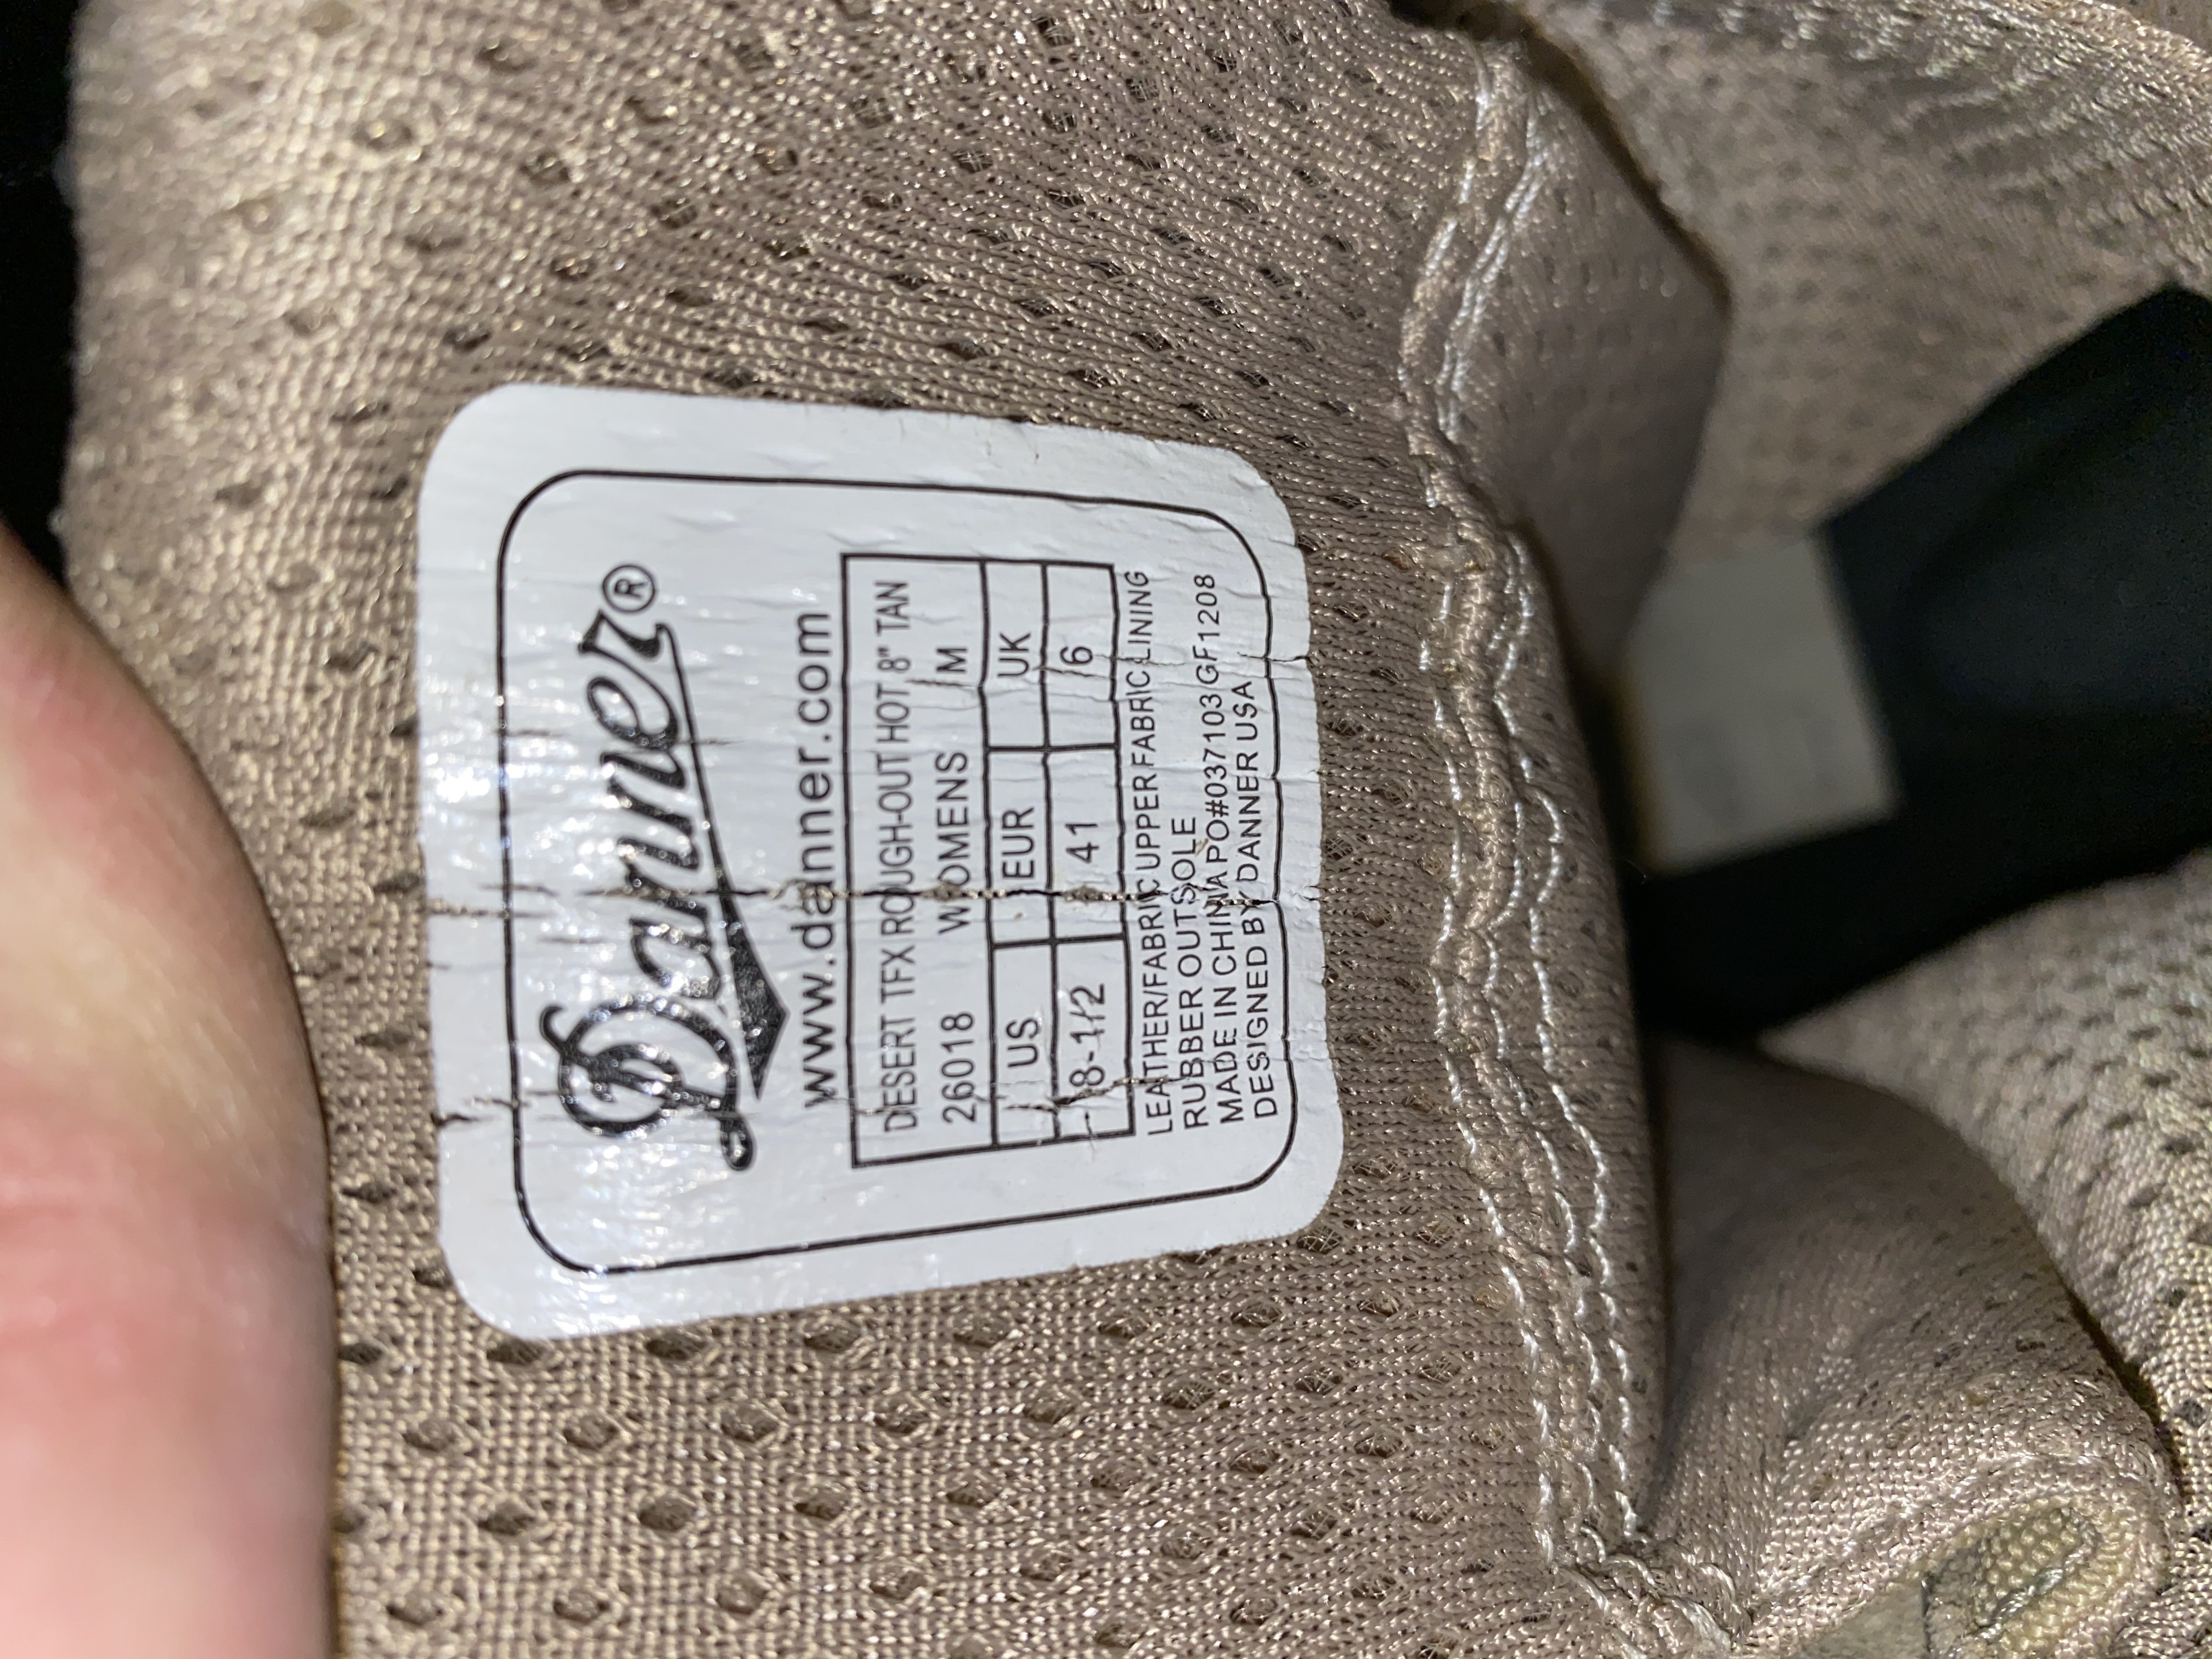 Danner®
www.danner.com
DESERT TFX ROUGH-OUT HOT 8" TAN
26018 WOMENS M
US EUR UK
8-1/2 41 6
LEATHER/FABRIC UPPER FABRIC LINING
RUBBER OUTSOLE
MADE IN CHINA PO#037103 GF1208
DESIGNED BY DANNER USA